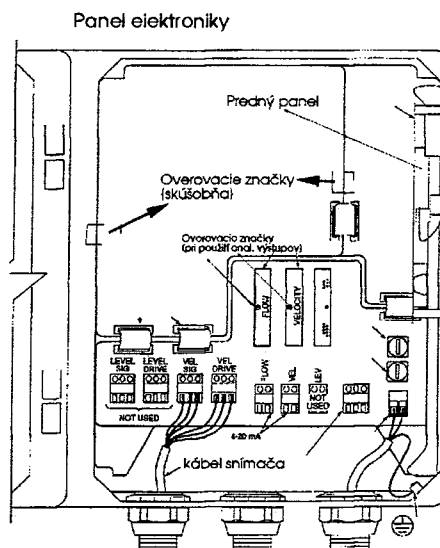 Panel elektroniky
Predný panel
Overovacie značky
(skúšobňa)
Overovacie značky
(pri použití anal. výstupov)
FLOW
VELOCITY
LEVEL
SIG
LEVEL
DRIVE
VEL
SIG
VEL
DRIVE
FLOW
VEL
LEV
NOT
USED
NOT USED
4-20 mA
kábel snímača